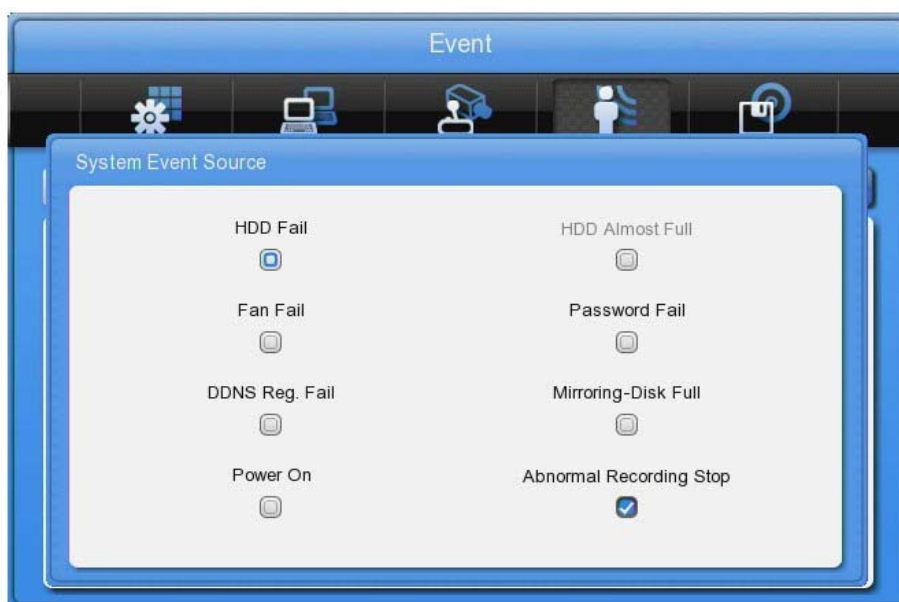 Event
System Event Source
HDD Fail
HDD Almost Full
Fan Fail
Password Fail
DDNS Reg. Fail
Mirroring-Disk Full
Power On
Abnormal Recording Stop